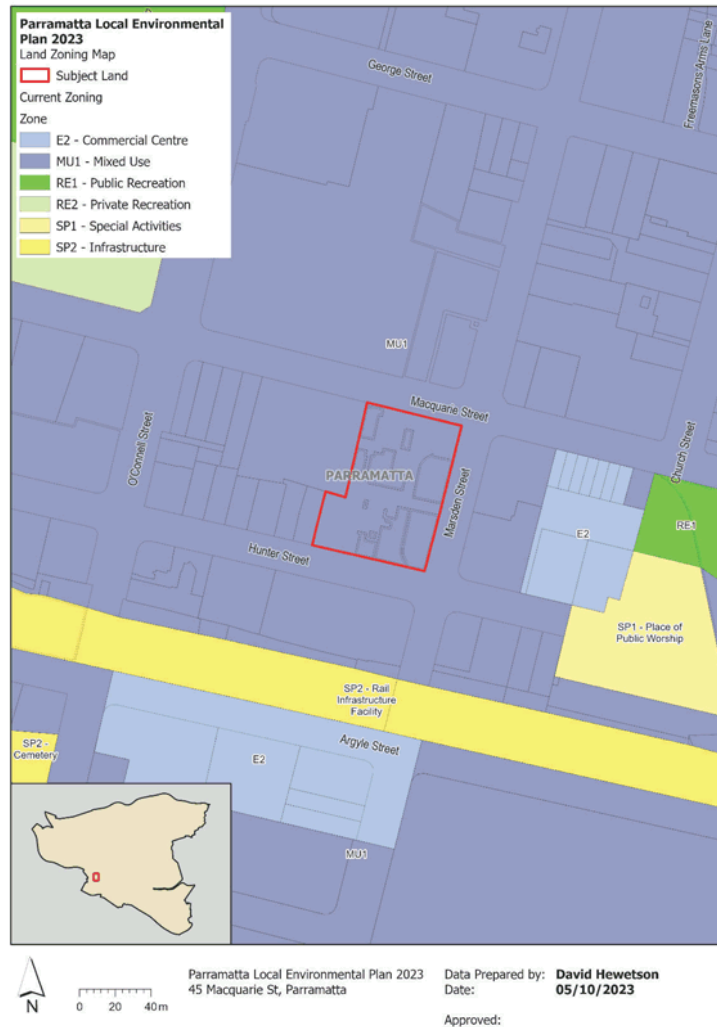 Parramatta Local Environmental
Plan 2023
Land Zoning Map
Subject Land
Current Zoning
Zone
E2 - Commercial Centre
MU1 - Mixed Use
RE1 - Public Recreation
RE2 - Private Recreation
SP1 - Special Activities
SP2 - Infrastructure
George Street
Freemasons Arms Lane
MU1
Macquarie Street
O'Connell Street
PARRAMATTA
Marsden Street
Church Street
E2
RE1
Hunter Street
SP1 - Place of
Public Worship
SP2 - Rail
Infrastructure
Facility
Argyle Street
SP2 -
Cemetery
E2
MU1
N
0 20 40 m
Parramatta Local Environmental Plan 2023
45 Macquarie St, Parramatta
Data Prepared by: David Hewetson
Date: 05/10/2023
Approved: